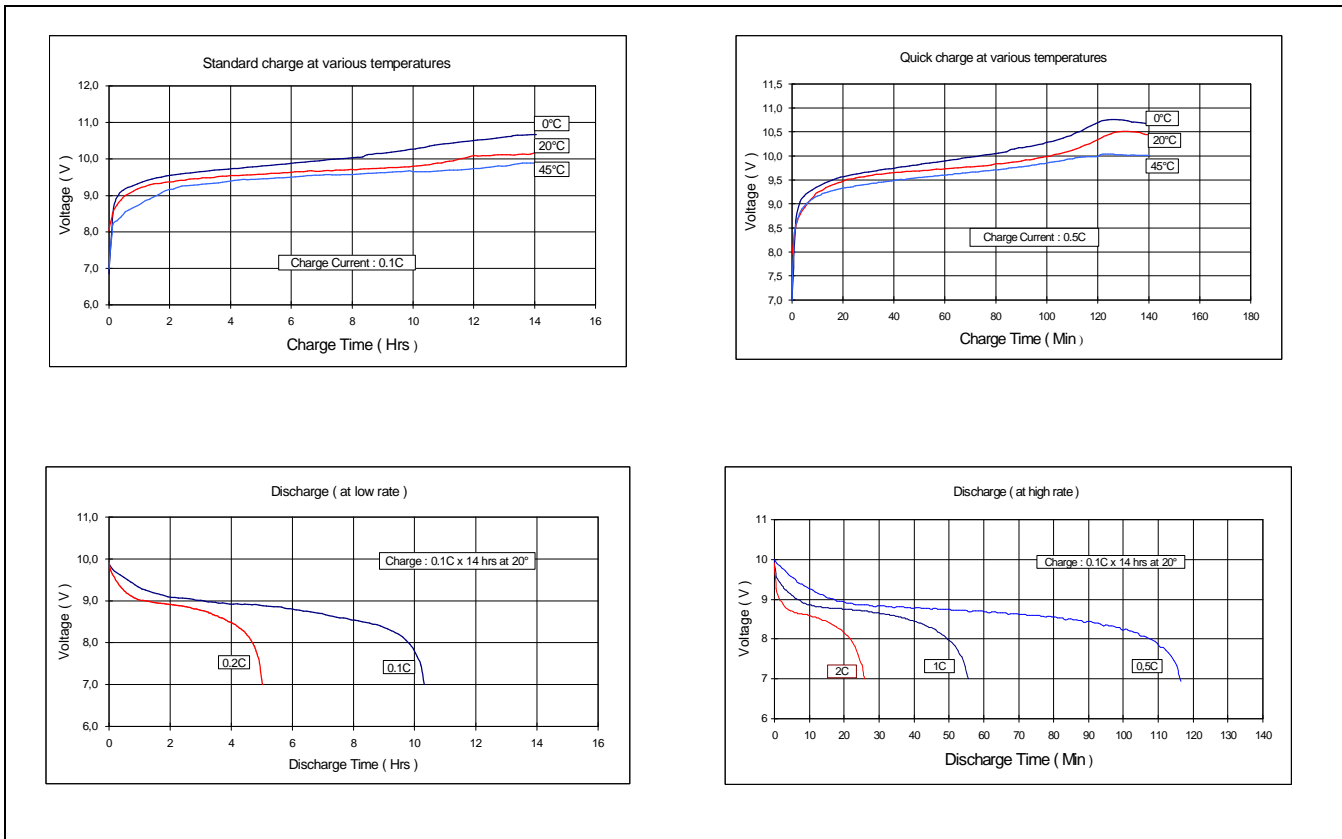 Standard charge at various temperatures
12,0
11,0
10,0
9,0
8,0
7,0
6,0
Voltage ( V )
0°C
20°C
45°C
Charge Current : 0.1C
0 2 4 6 8 10 12 14 16
Charge Time ( Hrs )
Quick charge at various temperatures
11,5
11,0
10,5
10,0
9,5
9,0
8,5
8,0
7,5
7,0
Voltage ( V )
0°C
20°C
45°C
Charge Current : 0.5C
0 20 40 60 80 100 120 140 160 180
Charge Time ( Min )
Discharge ( at low rate )
11,0
10,0
9,0
8,0
7,0
6,0
Voltage ( V )
Charge : 0.1C x 14 hrs at 20°
0.2C
0.1C
0 2 4 6 8 10 12 14 16
Discharge Time ( Hrs )
Discharge ( at high rate )
11
10
9
8
7
6
Voltage ( V )
Charge : 0.1C x 14 hrs at 20°
2C
1C
0,5C
0 10 20 30 40 50 60 70 80 90 100 110 120 130 140
Discharge Time ( Min )